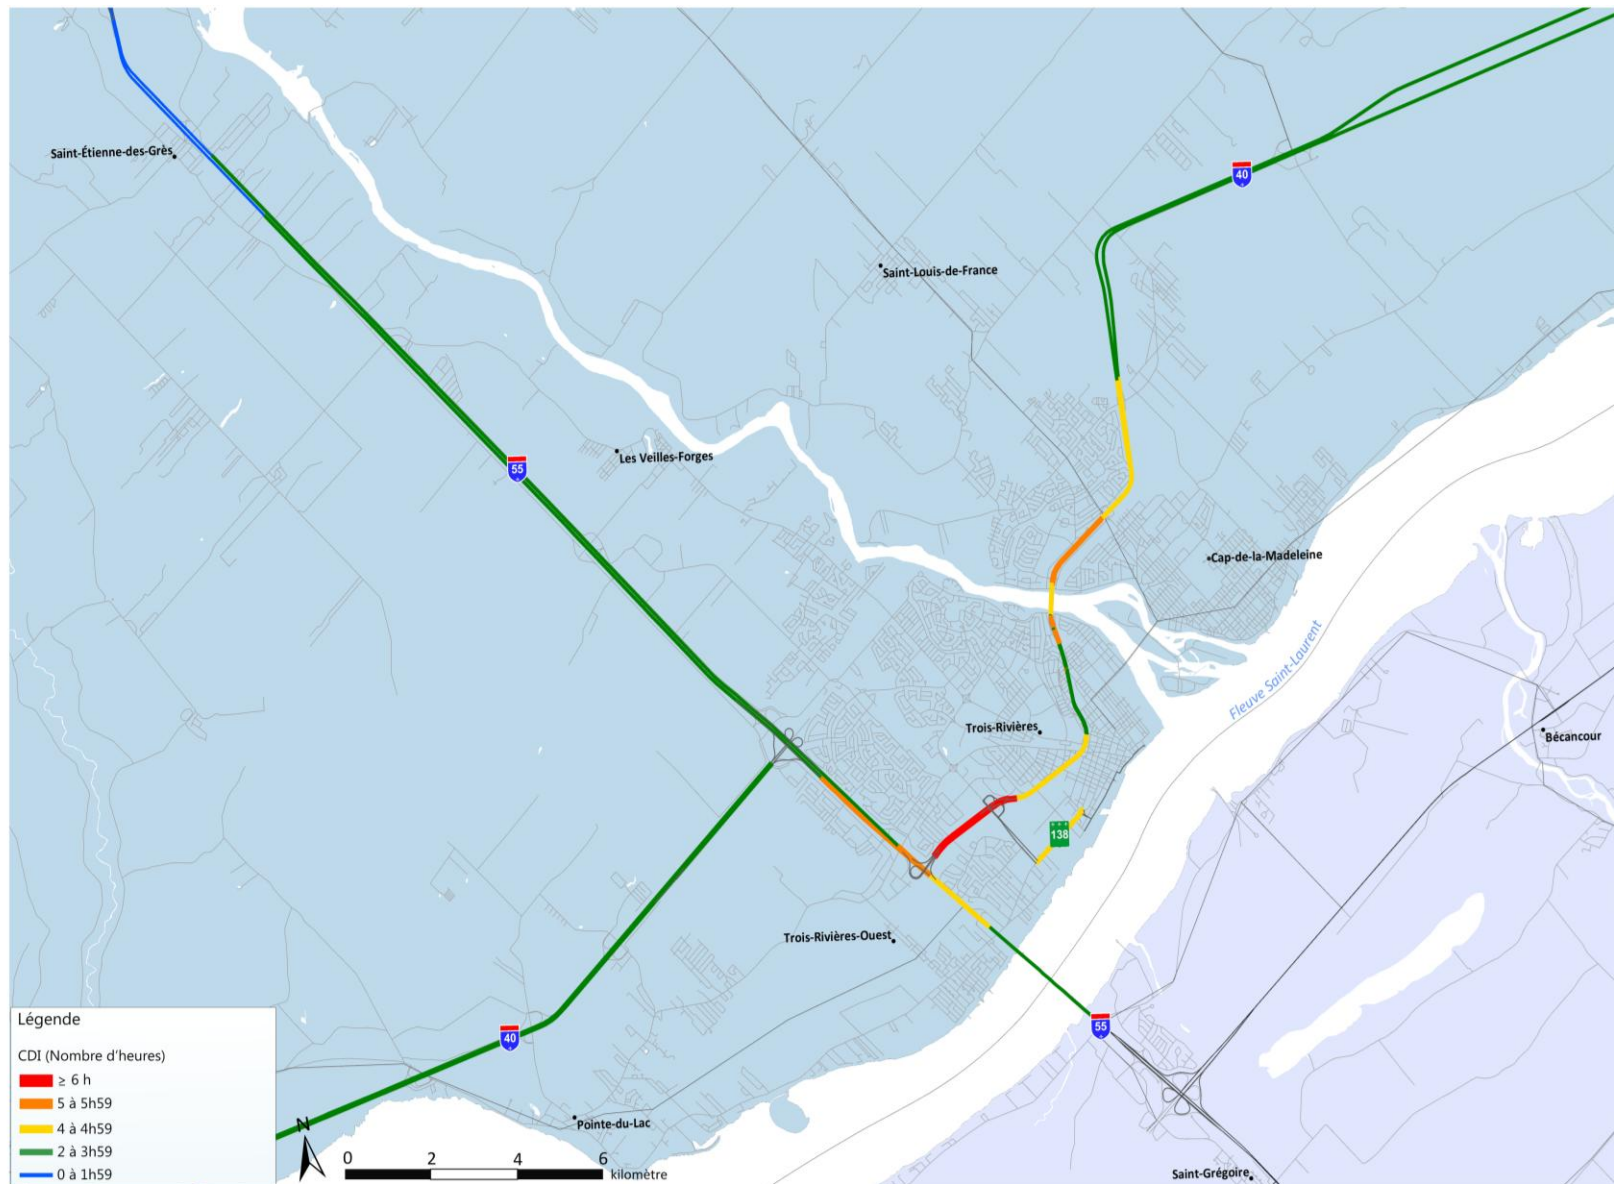 Saint-Étienne-des-Grès
40
Saint-Louis-de-France
Les Veilles-Forges
55
Cap-de-la-Madeleine
Fleuve Saint-Laurent
Trois-Rivières
Bécancour
138
Trois-Rivières-Ouest
55
40
Pointe-du-Lac
Saint-Grégoire
Légende
CDI (Nombre d'heures)
≥ 6 h
5 à 5h59
4 à 4h59
2 à 3h59
0 à 1h59
N
0 2 4 6
kilomètre